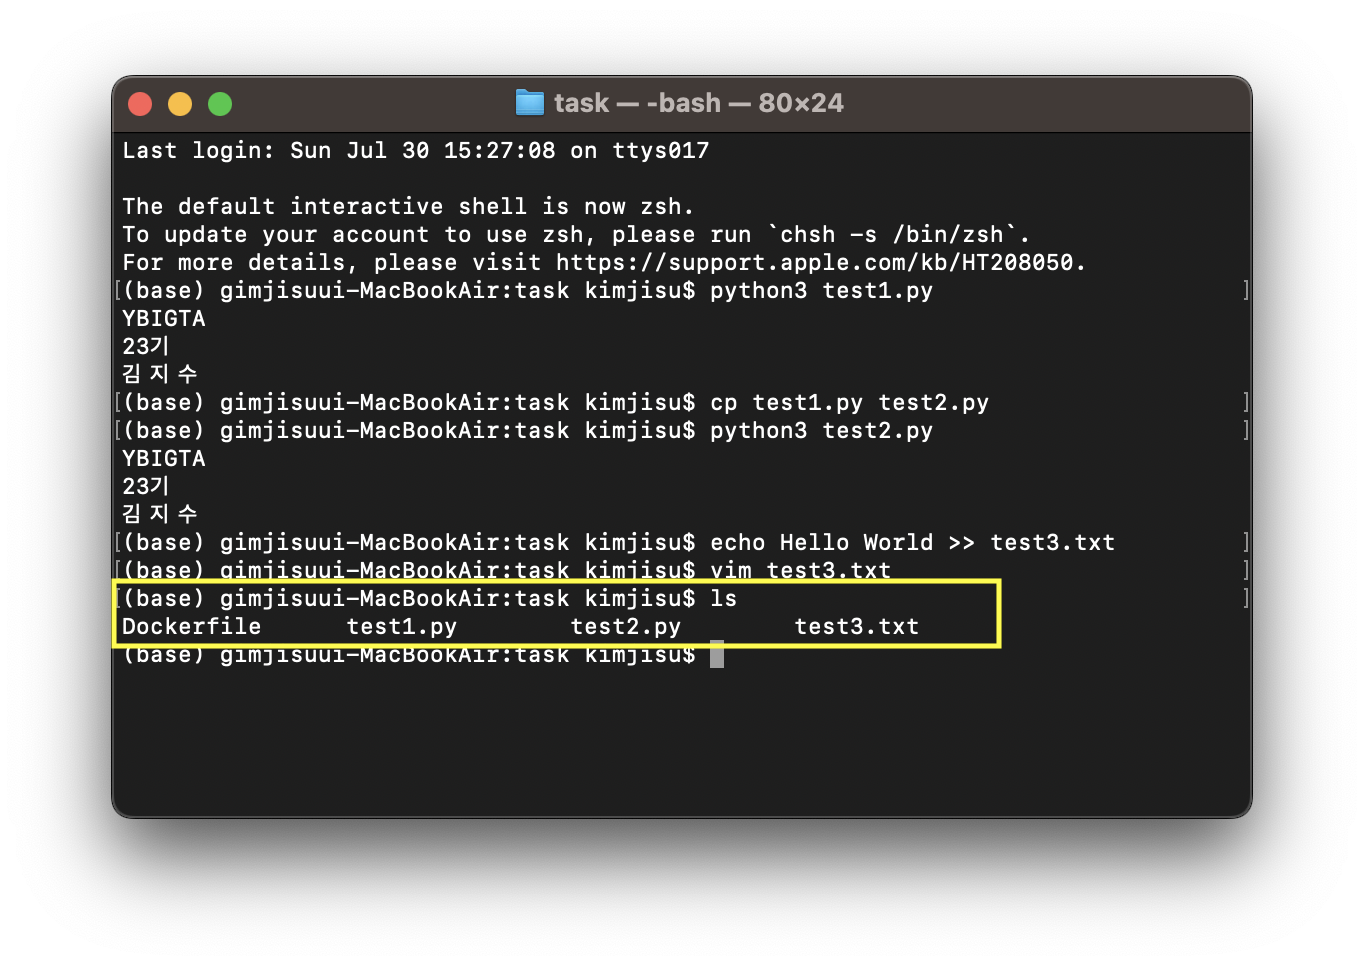 task — -bash — 80×24
Last login: Sun Jul 30 15:27:08 on ttys017
The default interactive shell is now zsh.
To update your account to use zsh, please run `chsh -s /bin/zsh`.
For more details, please visit https://support.apple.com/kb/HT208050.
[(base) gimjisuui-MacBookAir:task kimjisu$ python3 test1.py ]
YBIGTA
23기
김지수
[(base) gimjisuui-MacBookAir:task kimjisu$ cp test1.py test2.py ]
[(base) gimjisuui-MacBookAir:task kimjisu$ python3 test2.py ]
YBIGTA
23기
김지수
[(base) gimjisuui-MacBookAir:task kimjisu$ echo Hello World >> test3.txt ]
[(base) gimjisuui-MacBookAir:task kimjisu$ vim test3.txt ]
[(base) gimjisuui-MacBookAir:task kimjisu$ ls ]
Dockerfile test1.py test2.py test3.txt
(base) gimjisuui-MacBookAir:task kimjisu$